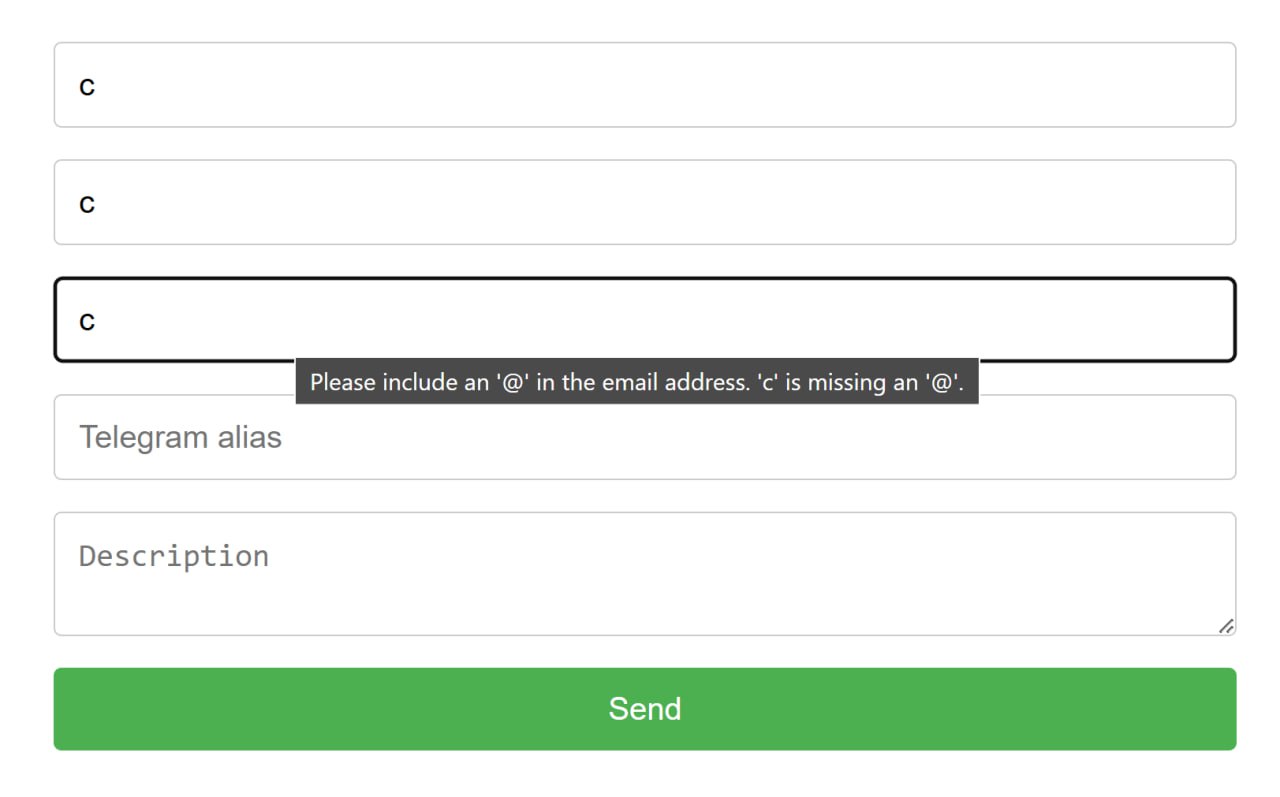 c
c
c
Please include an '@' in the email address. 'c' is missing an '@'.
Telegram alias
Description
Send